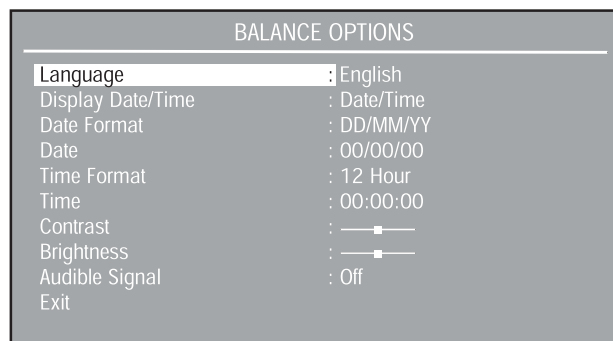 BALANCE OPTIONS
Language : English
Display Date/Time : Date/Time
Date Format : DD/MM/YY
Date : 00/00/00
Time Format : 12 Hour
Time : 00:00:00
Contrast :
Brightness :
Audible Signal : Off
Exit